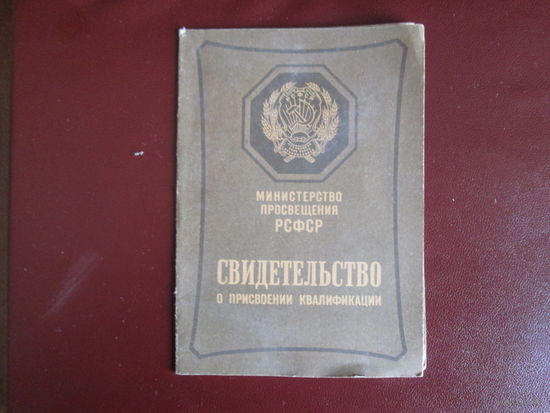 МИНИСТЕРСТВО
ПРОСВЕЩЕНИЯ
РСФСР
СВИДЕТЕЛЬСТВО
О ПРИСВОЕНИИ КВАЛИФИКАЦИИ